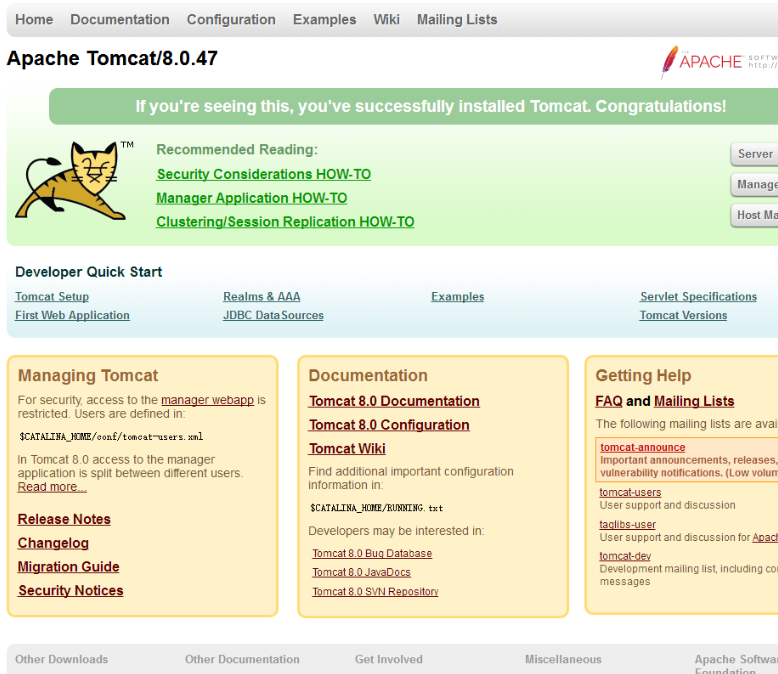 Home Documentation Configuration Examples Wiki Mailing Lists
Apache Tomcat/8.0.47
THE
APACHE SOFTW
http://
If you're seeing this, you've successfully installed Tomcat. Congratulations!
TM
Recommended Reading:
Security Considerations HOW-TO
Manager Application HOW-TO
Clustering/Session Replication HOW-TO
Server
Manage
Host Ma
Developer Quick Start
Tomcat Setup
First Web Application
Realms & AAA
JDBC DataSources
Examples
Servlet Specifications
Tomcat Versions
Managing Tomcat
For security, access to the manager webapp is
restricted. Users are defined in:
$CATALINA_HOME/conf/tomcat-users.xml
In Tomcat 8.0 access to the manager
application is split between different users.
Read more...
Release Notes
Changelog
Migration Guide
Security Notices
Documentation
Tomcat 8.0 Documentation
Tomcat 8.0 Configuration
Tomcat Wiki
Find additional important configuration
information in:
$CATALINA_HOME/RUNNING.txt
Developers may be interested in:
Tomcat 8.0 Bug Database
Tomcat 8.0 JavaDocs
Tomcat 8.0 SVN Repository
Getting Help
FAQ and Mailing Lists
The following mailing lists are avai
tomcat-announce
Important announcements, releases,
vulnerability notifications. (Low volum
tomcat-users
User support and discussion
taglibs-user
User support and discussion for Apach
tomcat-dev
Development mailing list, including co
messages
Other Downloads
Other Documentation
Get Involved
Miscellaneous
Apache Softwa
Foundation